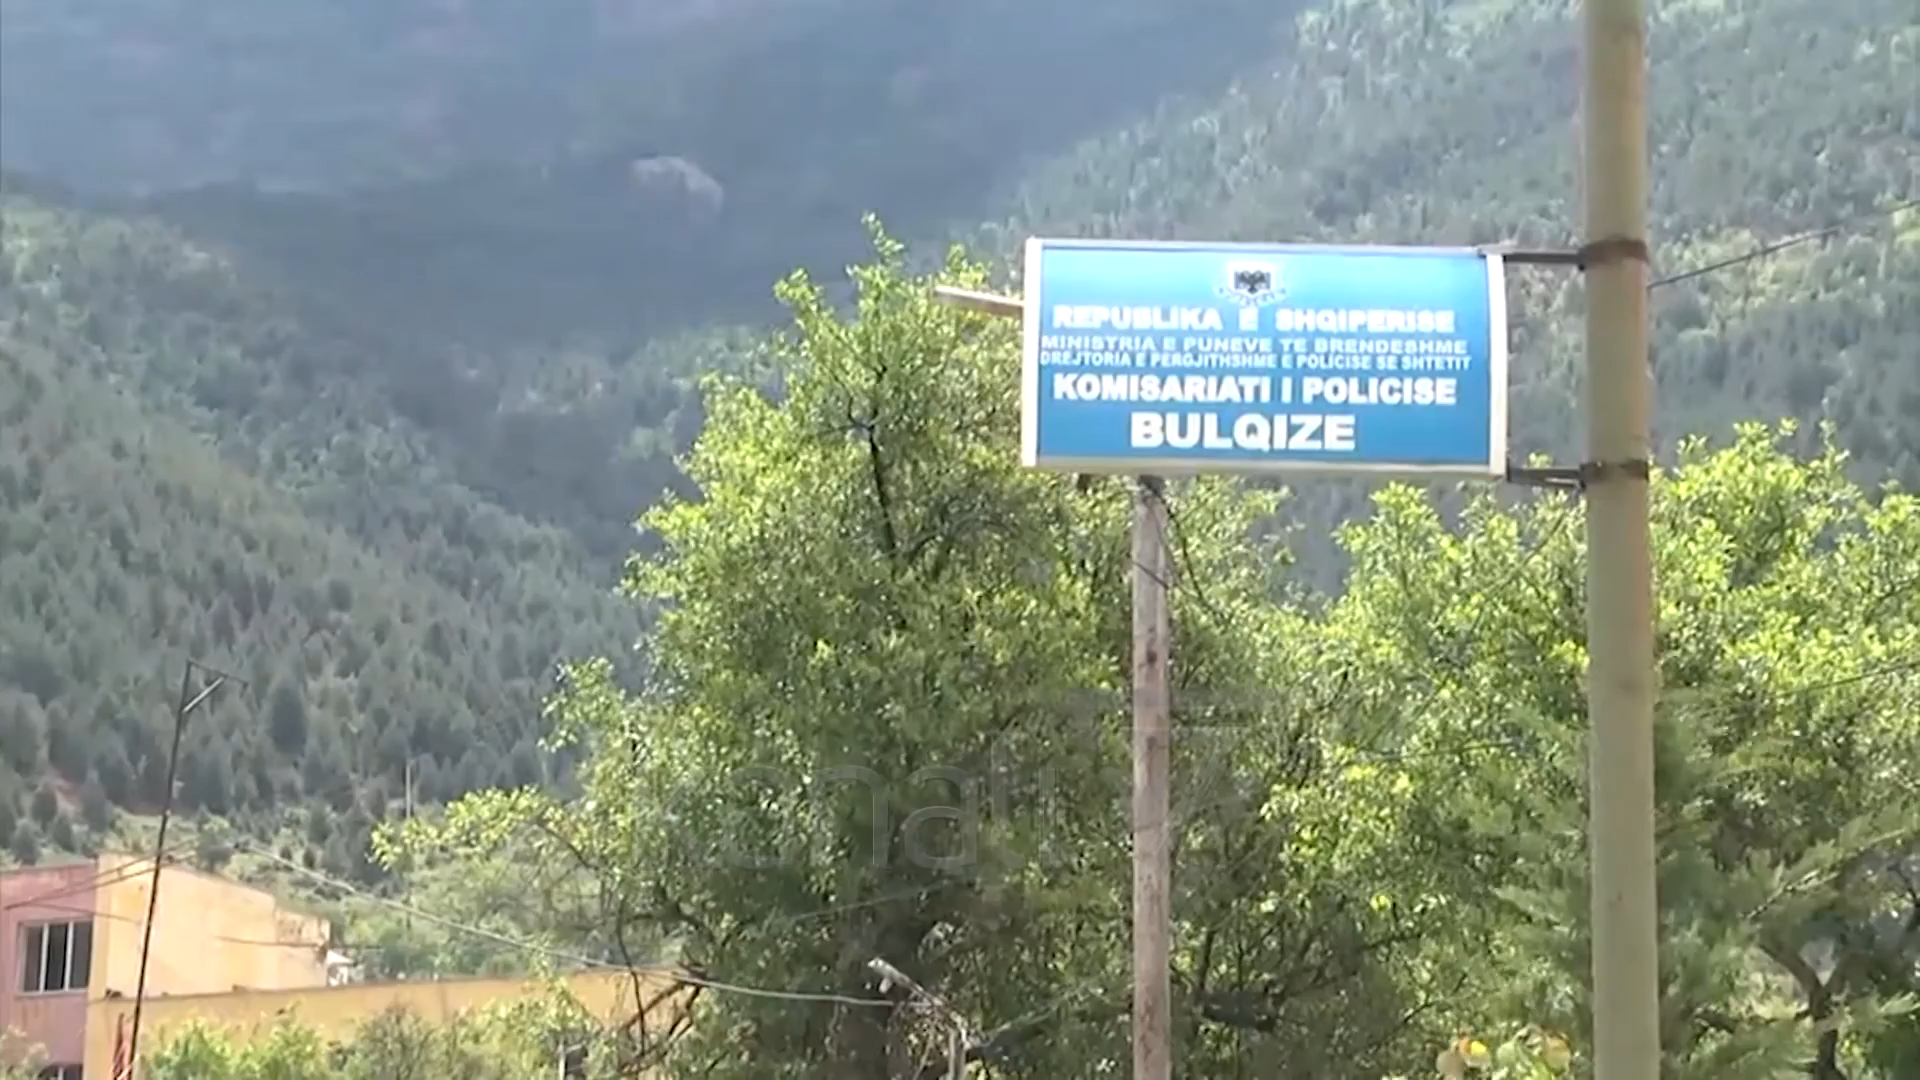 REPUBLIKA E SHQIPERISE
MINISTRIA E PUNEVE TE BRENDESHME
DREJTORIA E PERGJITHSHME E POLICISE SE SHTETIT
KOMISARIATI I POLICISE
BULQIZE